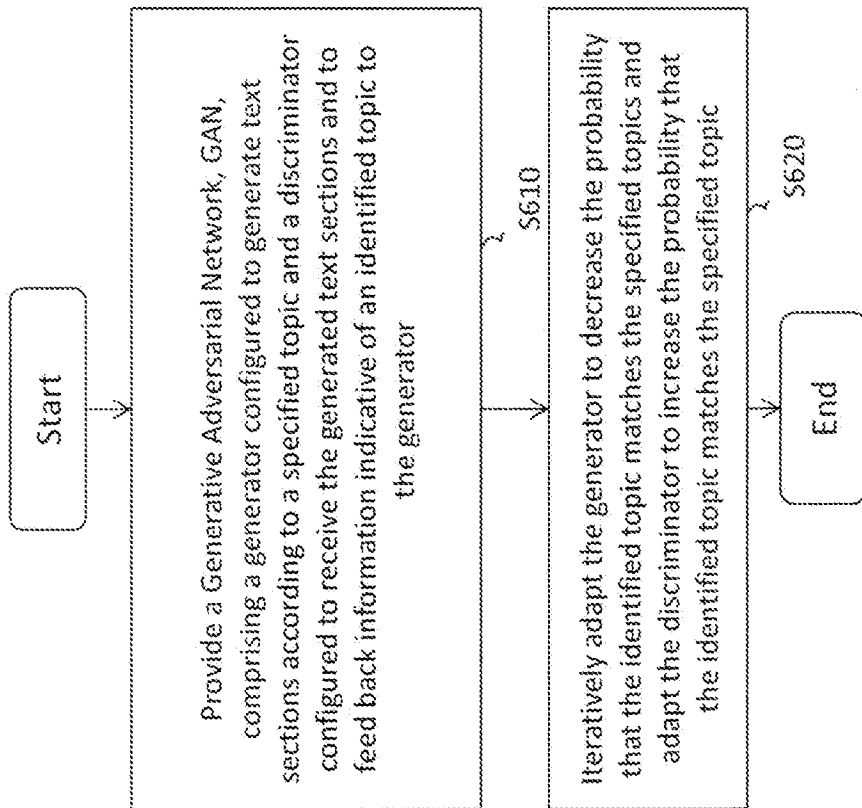 Start
Provide a Generative Adversarial Network, GAN,
comprising a generator configured to generate text
sections according to a specified topic and a discriminator
configured to receive the generated text sections and to
feed back information indicative of an identified topic to
the generator
S610
Iteratively adapt the generator to decrease the probability
that the identified topic matches the specified topics and
adapt the discriminator to increase the probability that
the identified topic matches the specified topic
S620
End